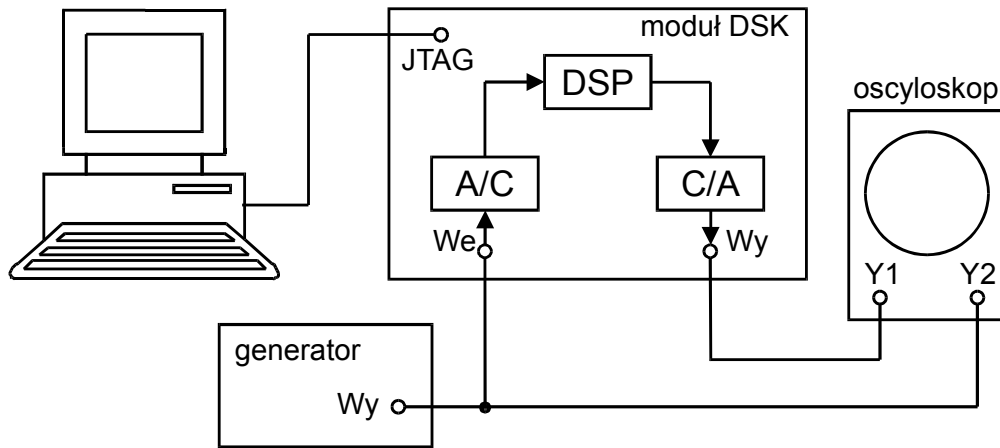 moduł DSK
JTAG
DSP
oscyloskop
A/C
C/A
We
Wy
Y1
Y2
generator
Wy